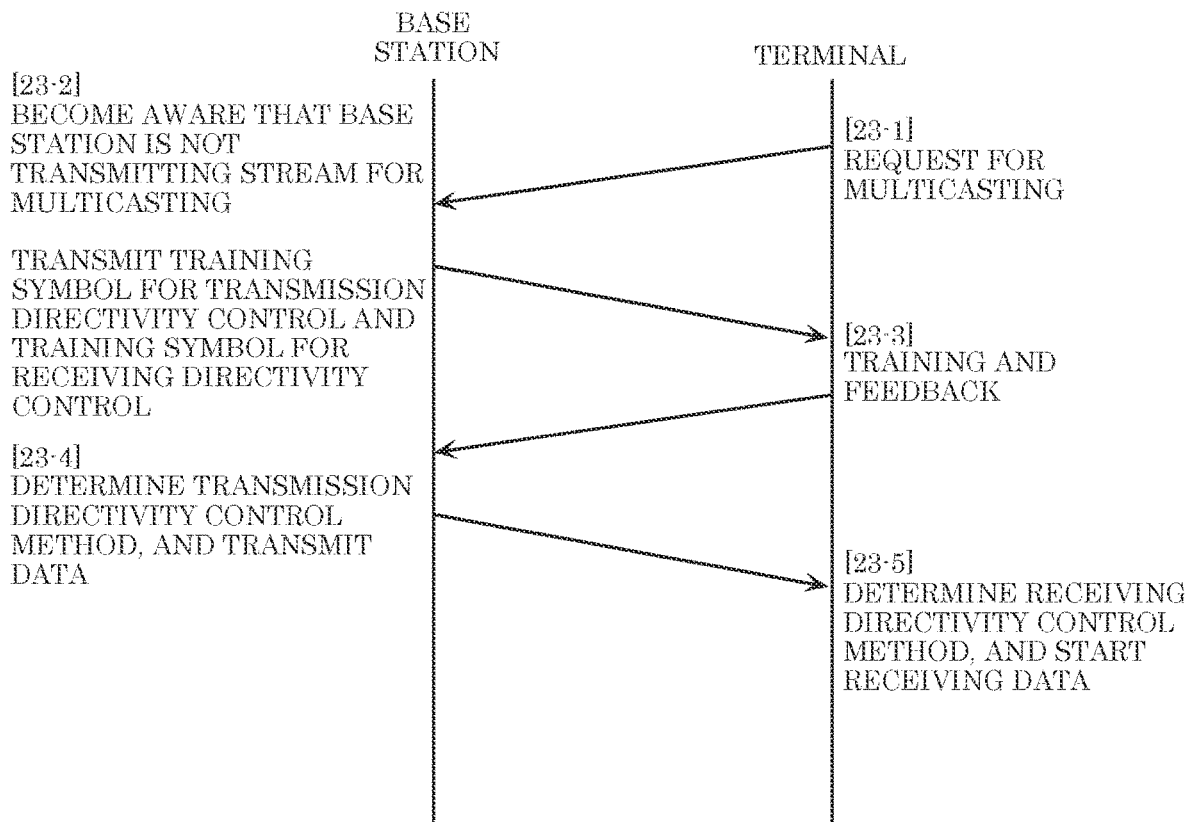 BASE
STATION
TERMINAL
[23-2]
BECOME AWARE THAT BASE
STATION IS NOT
TRANSMITTING STREAM FOR
MULTICASTING
[23-1]
REQUEST FOR
MULTICASTING
TRANSMIT TRAINING
SYMBOL FOR TRANSMISSION
DIRECTIVITY CONTROL AND
TRAINING SYMBOL FOR
RECEIVING DIRECTIVITY
CONTROL
[23-3]
TRAINING AND
FEEDBACK
[23-4]
DETERMINE TRANSMISSION
DIRECTIVITY CONTROL
METHOD, AND TRANSMIT
DATA
[23-5]
DETERMINE RECEIVING
DIRECTIVITY CONTROL
METHOD, AND START
RECEIVING DATA